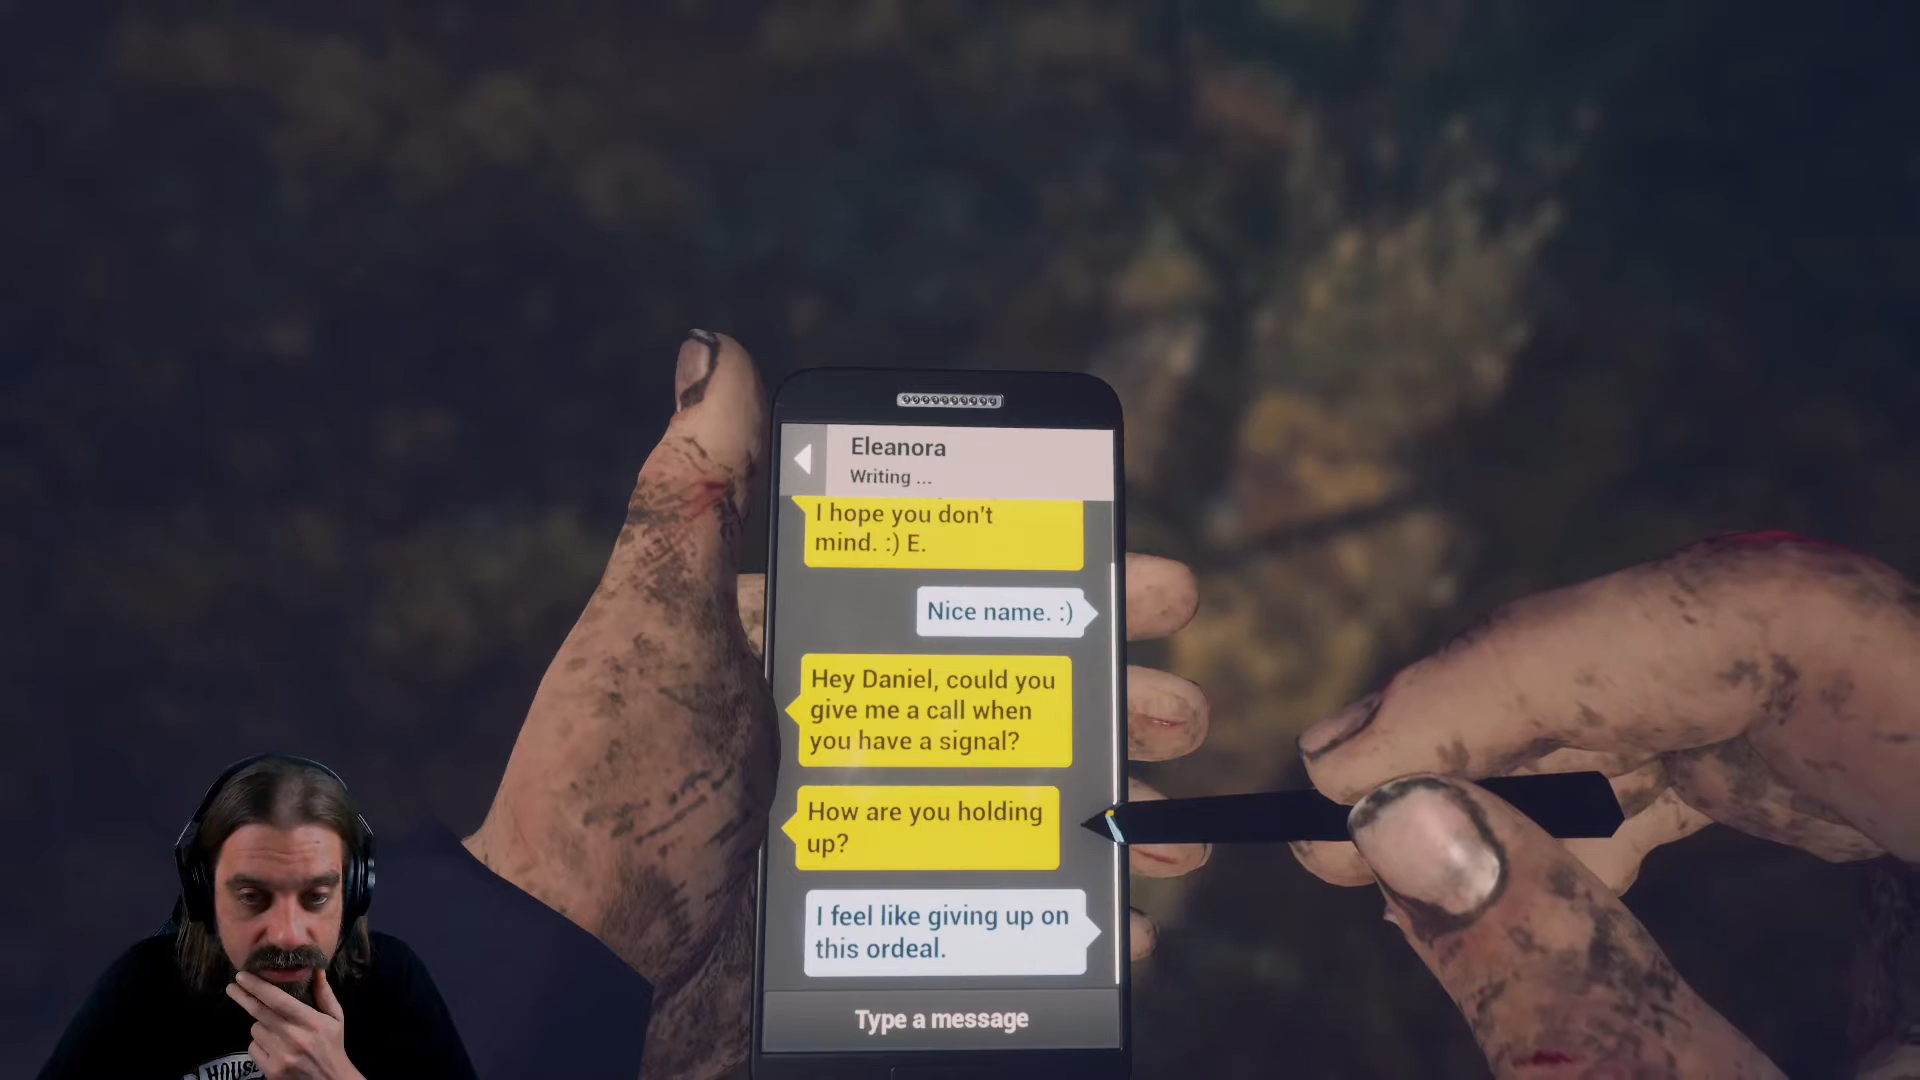 Eleanora
Writing ...
I hope you don't
mind. :) E.
Nice name. :)
Hey Daniel, could you
give me a call when
you have a signal?
How are you holding
up?
I feel like giving up on
this ordeal.
Type a message
HOUSE